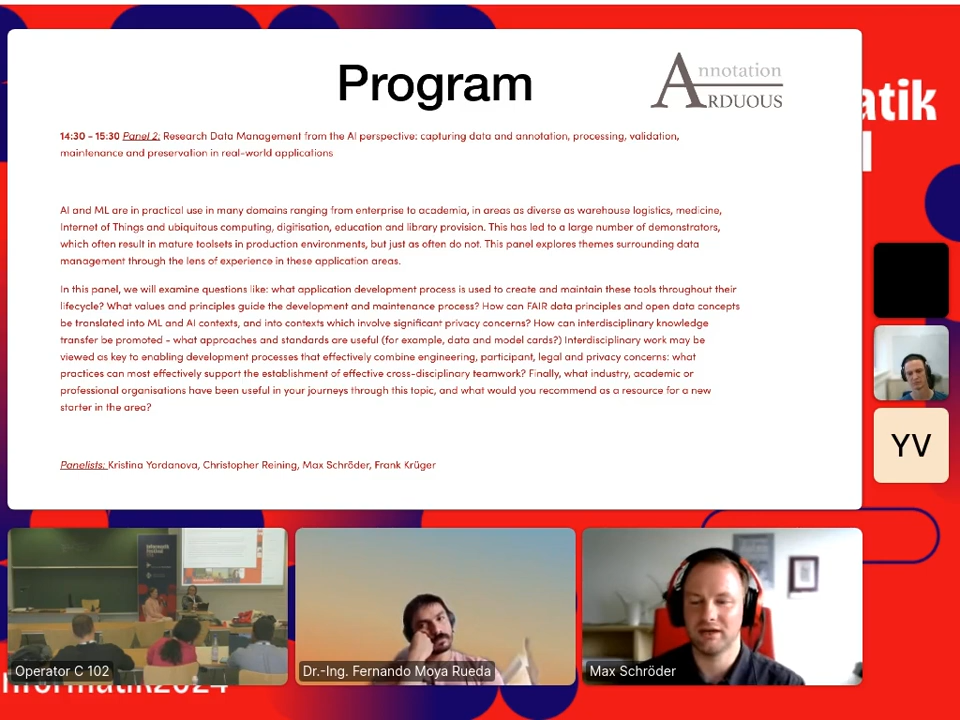 Program
Annotation
ARDUOUS
14:30 - 15:30 Panel 2: Research Data Management from the AI perspective: capturing data and annotation, processing, validation,
maintenance and preservation in real-world applications
AI and ML are in practical use in many domains ranging from enterprise to academia, in areas as diverse as warehouse logistics, medicine,
Internet of Things and ubiquitous computing, digitisation, education and library provision. This has led to a large number of demonstrators,
which often result in mature toolsets in production environments, but just as often do not. This panel explores themes surrounding data
management through the lens of experience in these application areas.
In this panel, we will examine questions like: what application development process is used to create and maintain these tools throughout their
lifecycle? What values and principles guide the development and maintenance process? How can FAIR data principles and open data concepts
be translated into ML and AI contexts, and into contexts which involve significant privacy concerns? How can interdisciplinary knowledge
transfer be promoted - what approaches and standards are useful (for example, data and model cards?) Interdisciplinary work may be
viewed as key to enabling development processes that effectively combine engineering, participant, legal and privacy concerns: what
practices can most effectively support the establishment of effective cross-disciplinary teamwork? Finally, what industry, academic or
professional organisations have been useful in your journeys through this topic, and what would you recommend as a resource for a new
starter in the area?
Panelists: Kristina Yordanova, Christopher Reining, Max Schröder, Frank Krüger
atik
YV
Operator C 102
Dr.-Ing. Fernando Moya Rueda
Max Schröder
nformatik2024